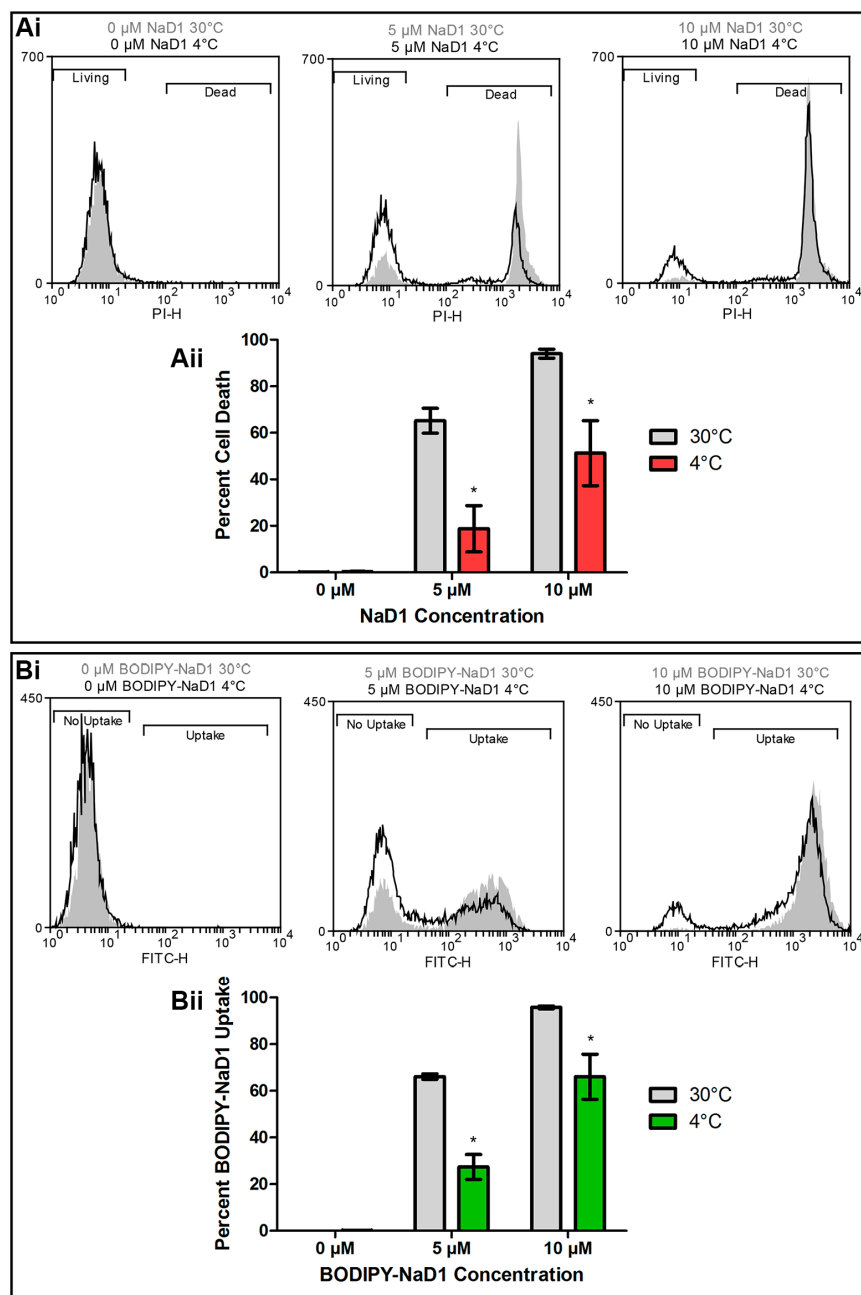 Ai
0 µM NaD1 30°C
0 µM NaD1 4°C
5 µM NaD1 30°C
5 µM NaD1 4°C
10 µM NaD1 30°C
10 µM NaD1 4°C
700
Living
Dead
0
10^0 10^1 10^2 10^3 10^4
PI-H
700
Living
Dead
0
10^0 10^1 10^2 10^3 10^4
PI-H
700
Living
Dead
0
10^0 10^1 10^2 10^3 10^4
PI-H
Aii
Percent Cell Death
100
80
60
40
20
0
*
*
0 µM 5 µM 10 µM
NaD1 Concentration
30°C
4°C
Bi
0 µM BODIPY-NaD1 30°C
0 µM BODIPY-NaD1 4°C
5 µM BODIPY-NaD1 30°C
5 µM BODIPY-NaD1 4°C
10 µM BODIPY-NaD1 30°C
10 µM BODIPY-NaD1 4°C
450
No Uptake
Uptake
0
10^0 10^1 10^2 10^3 10^4
FITC-H
450
No Uptake
Uptake
0
10^0 10^1 10^2 10^3 10^4
FITC-H
450
No Uptake
Uptake
0
10^0 10^1 10^2 10^3 10^4
FITC-H
Bii
Percent BODIPY-NaD1 Uptake
100
80
60
40
20
0
*
*
0 µM 5 µM 10 µM
BODIPY-NaD1 Concentration
30°C
4°C